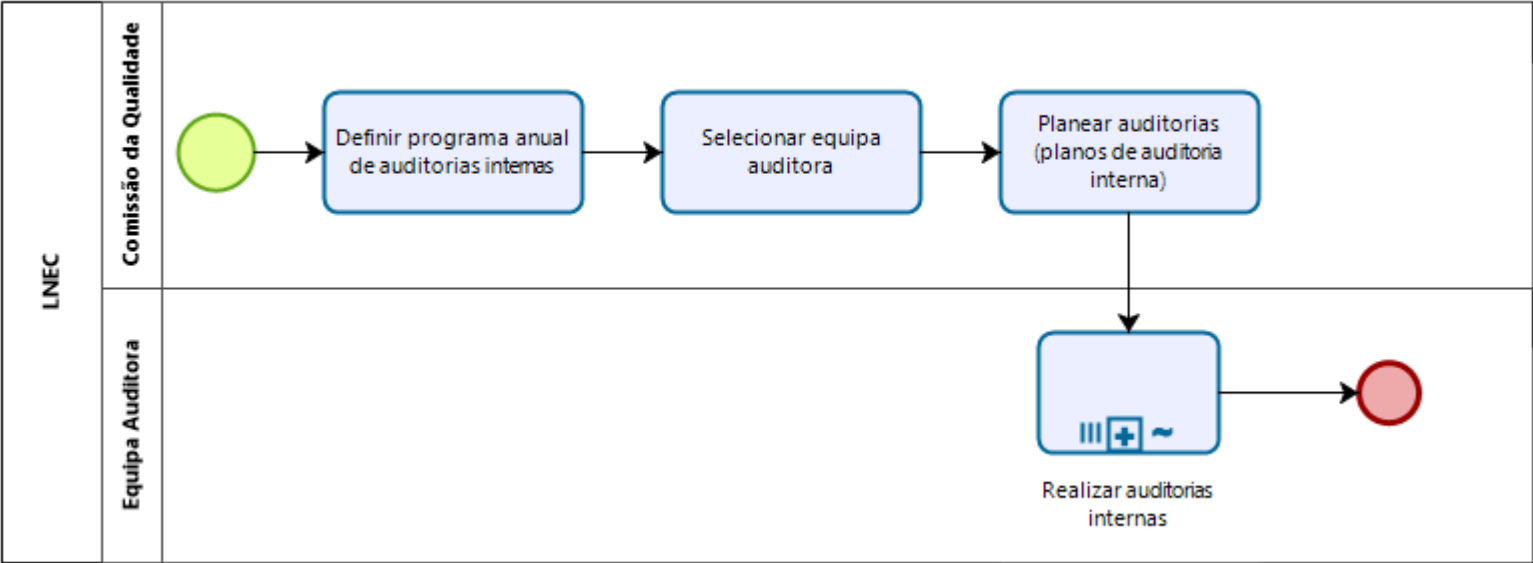 LNEC
Comissão da Qualidade
Definir programa anual
de auditorias internas
Selecionar equipa
auditora
Planear auditorias
(planos de auditoria
interna)
Equipa Auditora
Realizar auditorias
internas